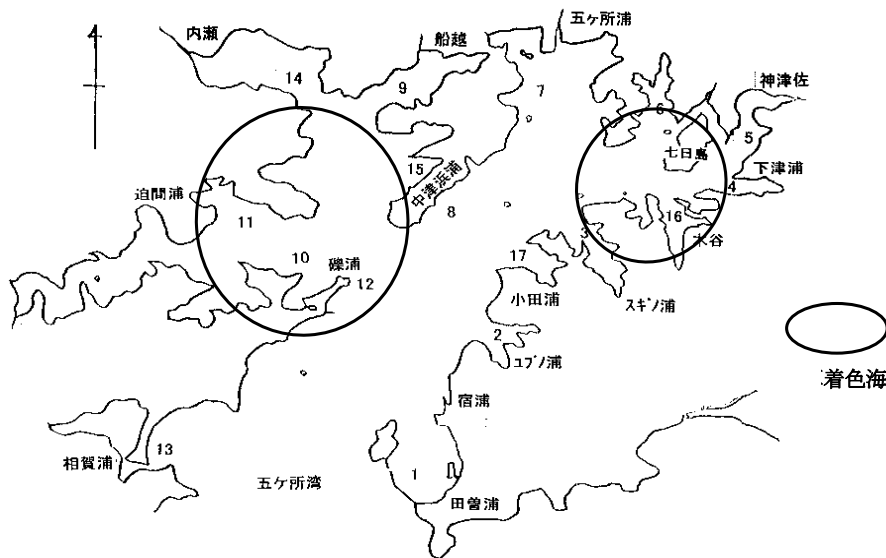 五ヶ所浦
内瀬
船越
神津佐
14
9
7
6
5
七日島
下津浦
4
15
中津浜浦
迫間浦
11
8
16
木谷
3
10
礫浦
12
17
小田浦
スギノ浦
2
ユブノ浦
着色海
宿浦
13
相賀浦
1
五ケ所湾
田曽浦